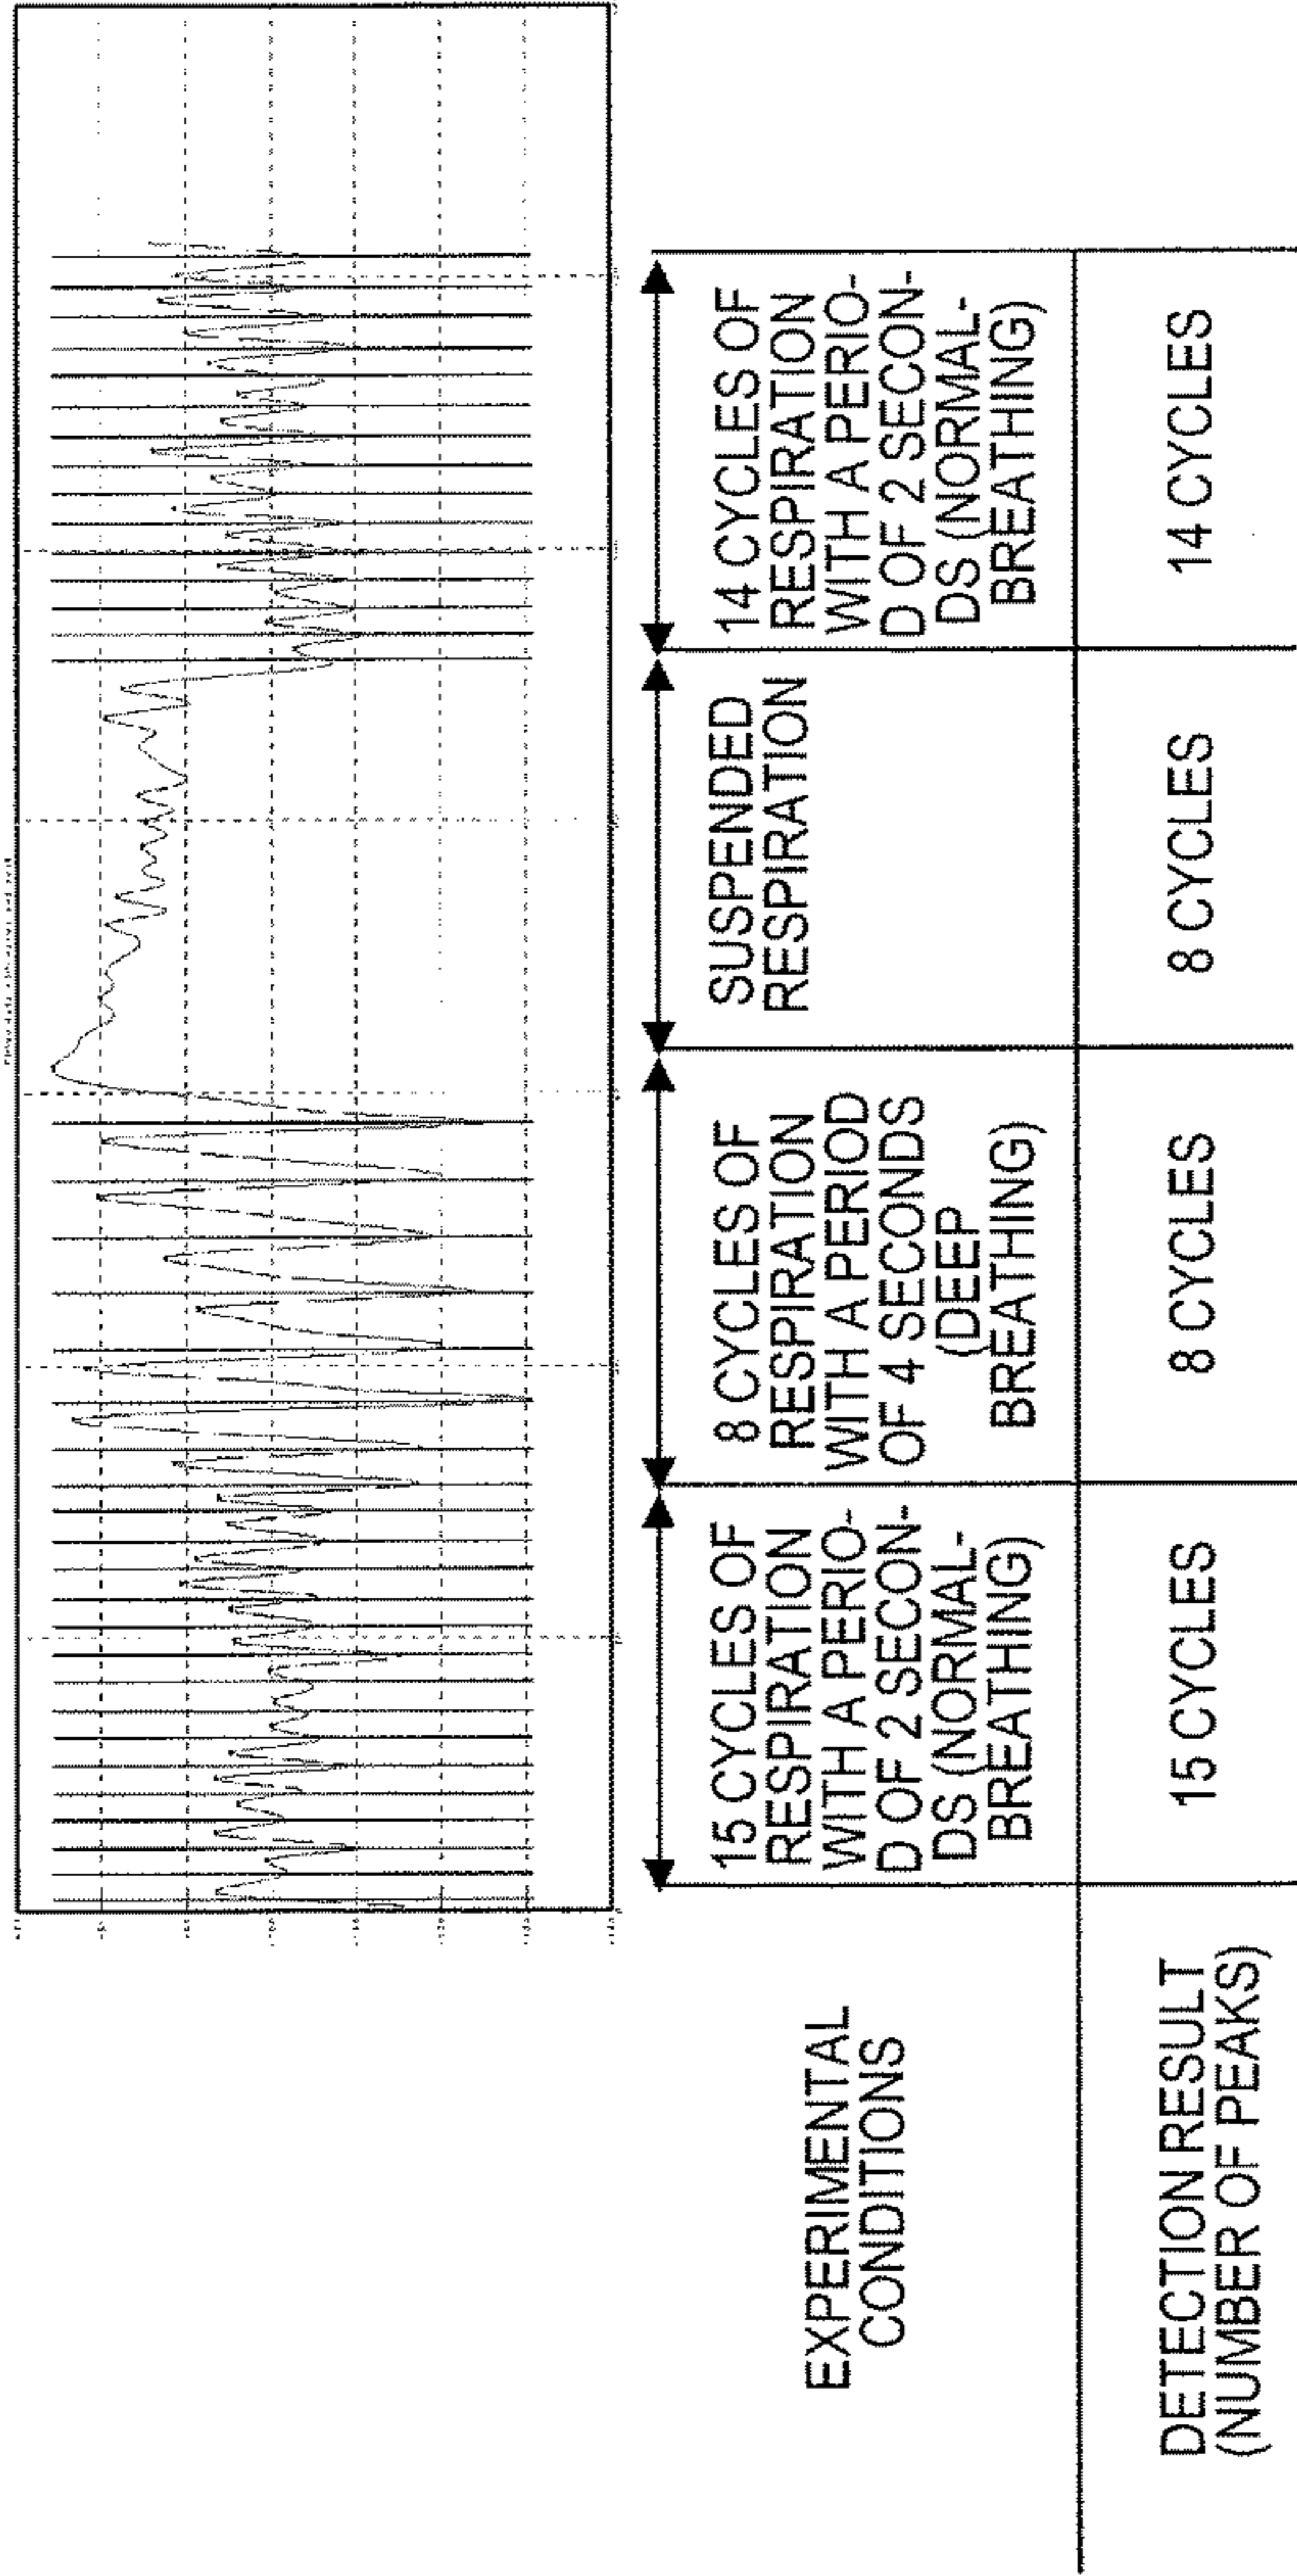 EXPERIMENTAL
CONDITIONS
15 CYCLES OF
RESPIRATION
WITH A PERIO-
D OF 2 SECON-
DS (NORMAL-
BREATHING)
8 CYCLES OF
RESPIRATION
WITH A PERIOD
OF 4 SECONDS
(DEEP
BREATHING)
SUSPENDED
RESPIRATION
14 CYCLES OF
RESPIRATION
WITH A PERIO-
D OF 2 SECON-
DS (NORMAL-
BREATHING)
DETECTION RESULT
(NUMBER OF PEAKS)
15 CYCLES
8 CYCLES
8 CYCLES
14 CYCLES